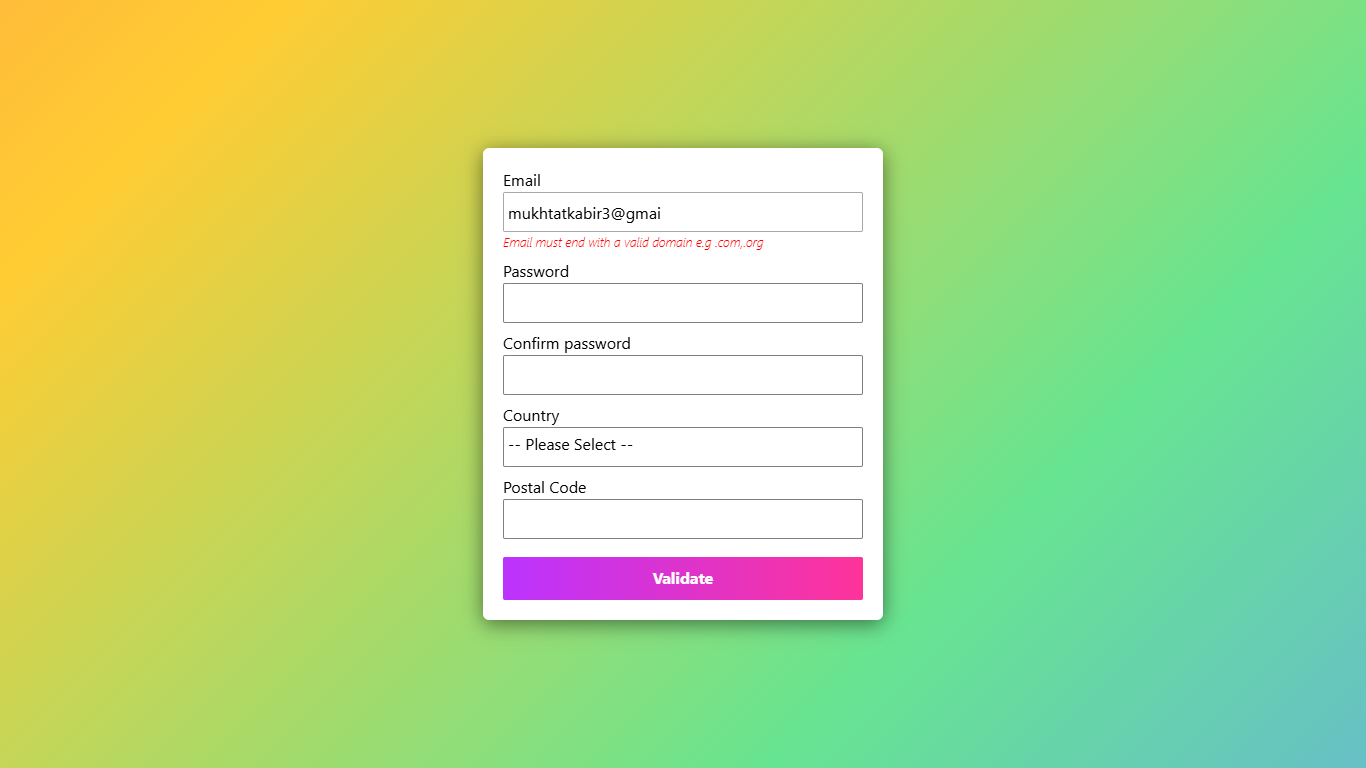 Email
mukhtatkabir3@gmai
Email must end with a valid domain e.g .com,.org
Password
Confirm password
Country
-- Please Select --
Postal Code
Validate